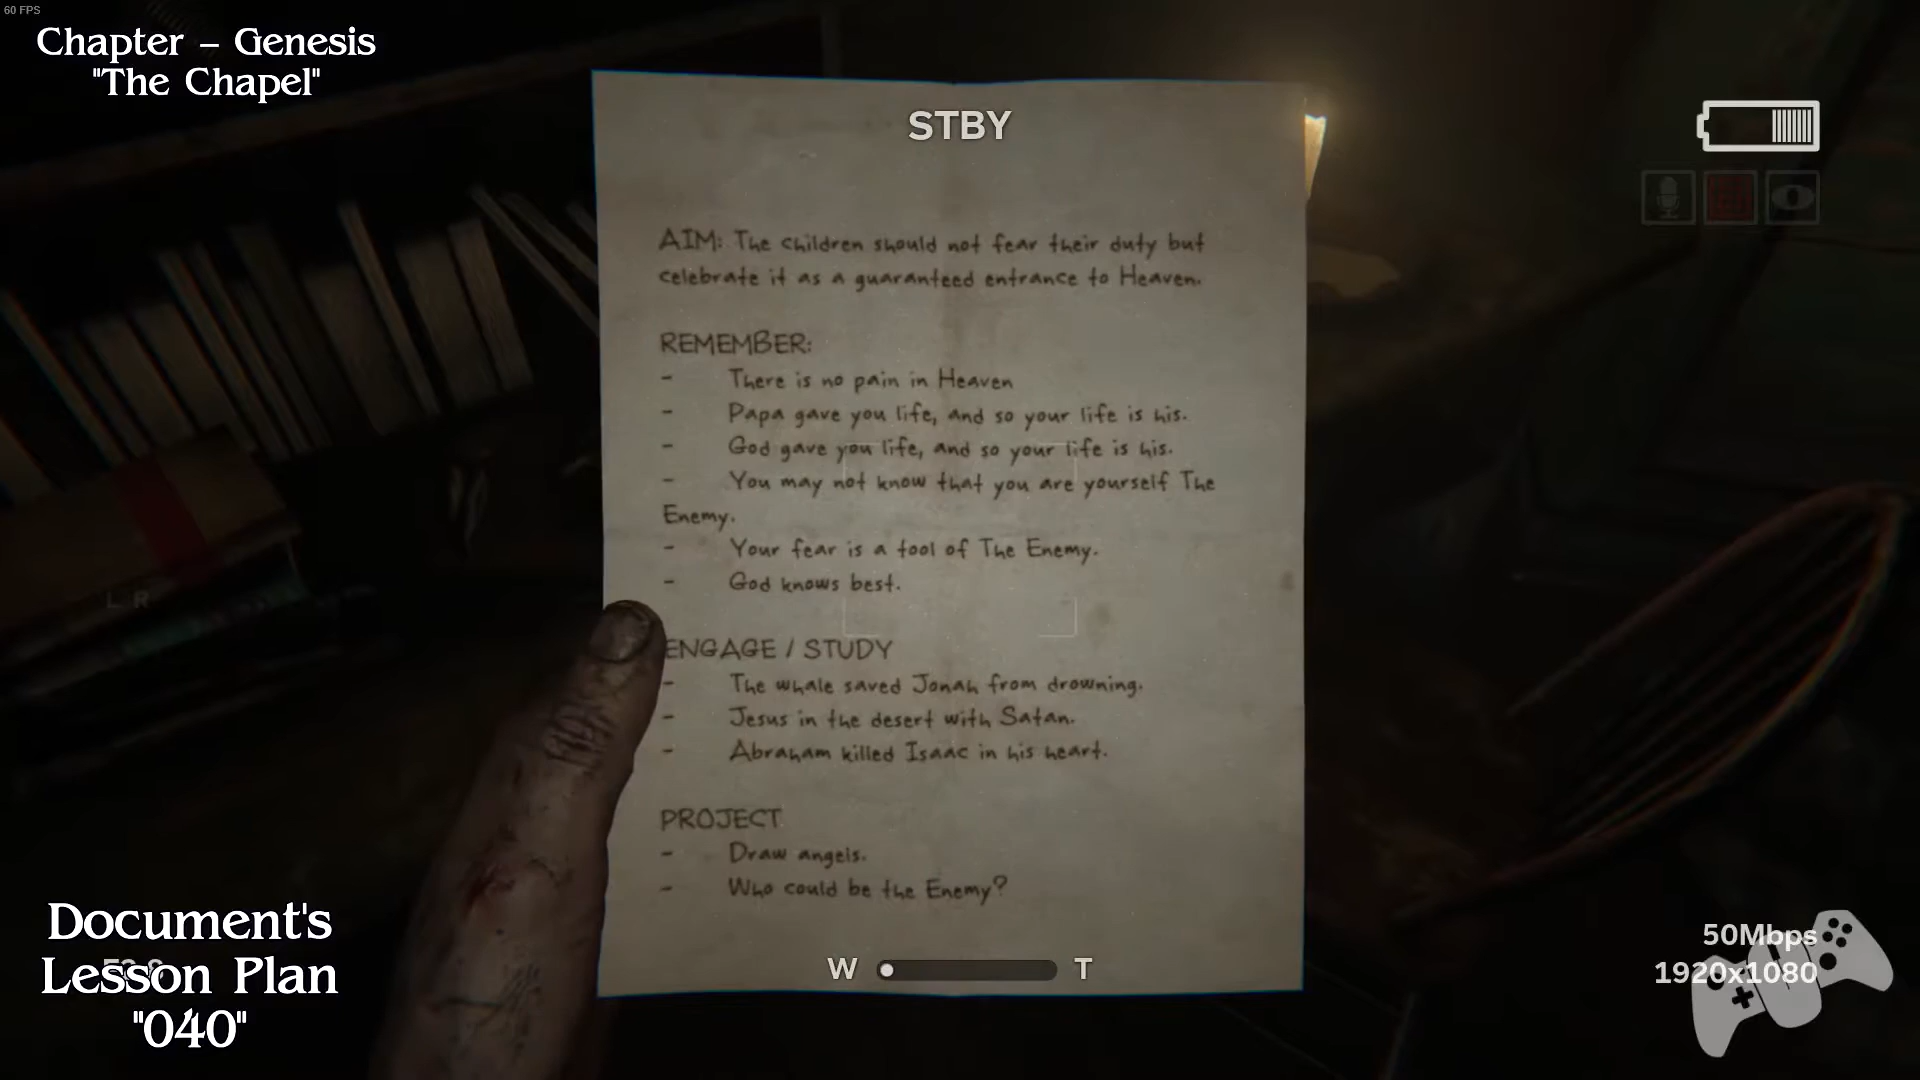 60 FPS
Chapter – Genesis
"The Chapel"
STBY
AIM: The children should not fear their duty but
celebrate it as a guaranteed entrance to Heaven.
REMEMBER:
- There is no pain in Heaven
- Papa gave you life, and so your life is his.
- God gave you life, and so your life is his.
- You may not know that you are yourself The
Enemy.
- Your fear is a tool of The Enemy.
- God knows best.
L R
ENGAGE / STUDY
- The whale saved Jonah from drowning.
- Jesus in the desert with Satan.
- Abraham killed Isaac in his heart.
PROJECT
- Draw angels.
- Who could be the Enemy?
W T
Document's
Lesson Plan
"040"
50Mbps
1920x1080